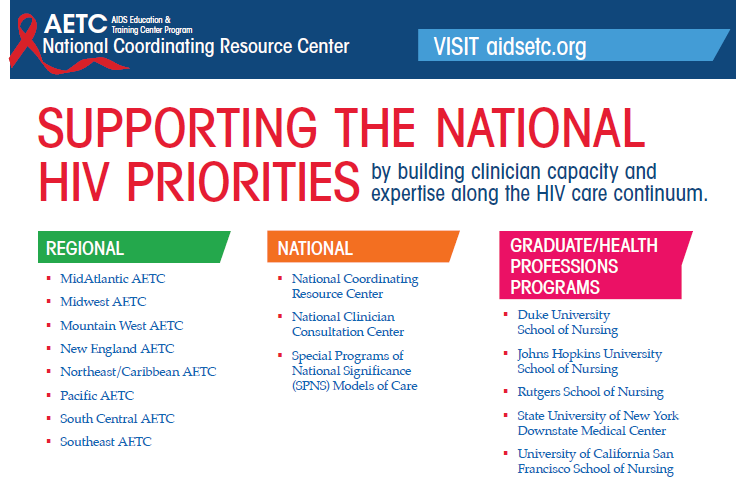 AETC AIDS Education &
Training Center Program
National Coordinating Resource Center
VISIT aidsetc.org
SUPPORTING THE NATIONAL
HIV PRIORITIES by building clinician capacity and
expertise along the HIV care continuum.
REGIONAL
▪ MidAtlantic AETC
▪ Midwest AETC
▪ Mountain West AETC
▪ New England AETC
▪ Northeast/Caribbean AETC
▪ Pacific AETC
▪ South Central AETC
▪ Southeast AETC
NATIONAL
▪ National Coordinating
Resource Center
▪ National Clinician
Consultation Center
▪ Special Programs of
National Significance
(SPNS) Models of Care
GRADUATE/HEALTH
PROFESSIONS
PROGRAMS
▪ Duke University
School of Nursing
▪ Johns Hopkins University
School of Nursing
▪ Rutgers School of Nursing
▪ State University of New York
Downstate Medical Center
▪ University of California San
Francisco School of Nursing